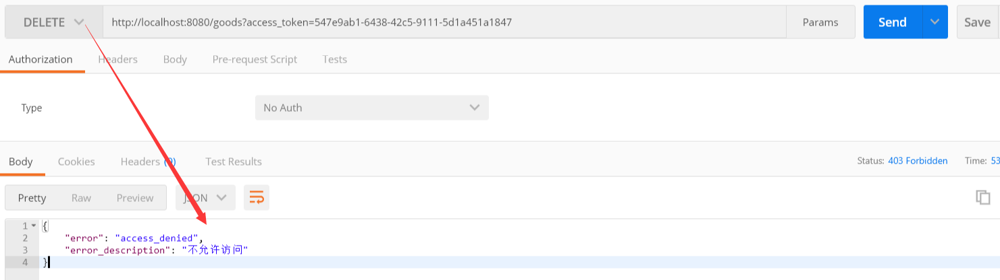 DELETE http://localhost:8080/goods?access_token=547e9ab1-6438-42c5-9111-5d1a451a1847 Params Send Save
Authorization Headers Body Pre-request Script Tests
Type No Auth
Body Cookies Headers (9) Test Results Status: 403 Forbidden Time: 53
Pretty Raw Preview JSON
1 {
2 "error": "access_denied",
3 "error_description": "不允许访问"
4 }